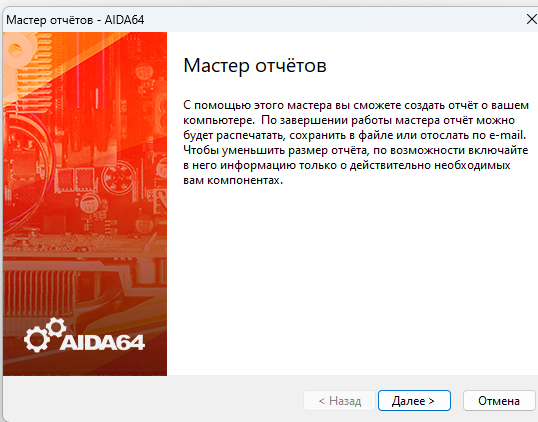 Мастер отчётов - AIDA64
Мастер отчётов
С помощью этого мастера вы сможете создать отчёт о вашем
компьютере.  По завершении работы мастера отчёт можно
будет распечатать, сохранить в файле или отослать по e-mail.
Чтобы уменьшить размер отчёта, по возможности включайте
в него информацию только о действительно необходимых
вам компонентах.
AIDA64
< Назад
Далее >
Отмена